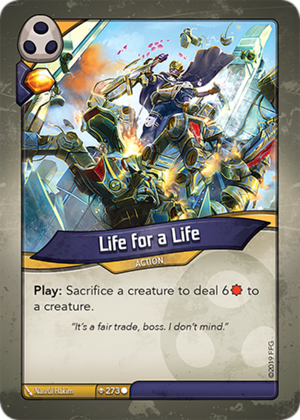 Life for a Life
ACTION
Play: Sacrifice a creature to deal 6 to
a creature.
"It's a fair trade, boss. I don't mind."
©2019 FFG
273